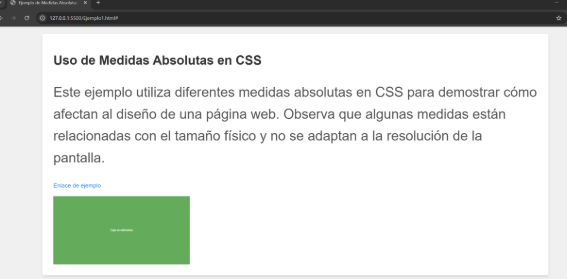 Ejemplo de Medidas Absolutas
127.0.0.1:5500/Ejemplo1.html#
Uso de Medidas Absolutas en CSS
Este ejemplo utiliza diferentes medidas absolutas en CSS para demostrar cómo
afectan al diseño de una página web. Observa que algunas medidas están
relacionadas con el tamaño físico y no se adaptan a la resolución de la
pantalla.
Enlace de ejemplo